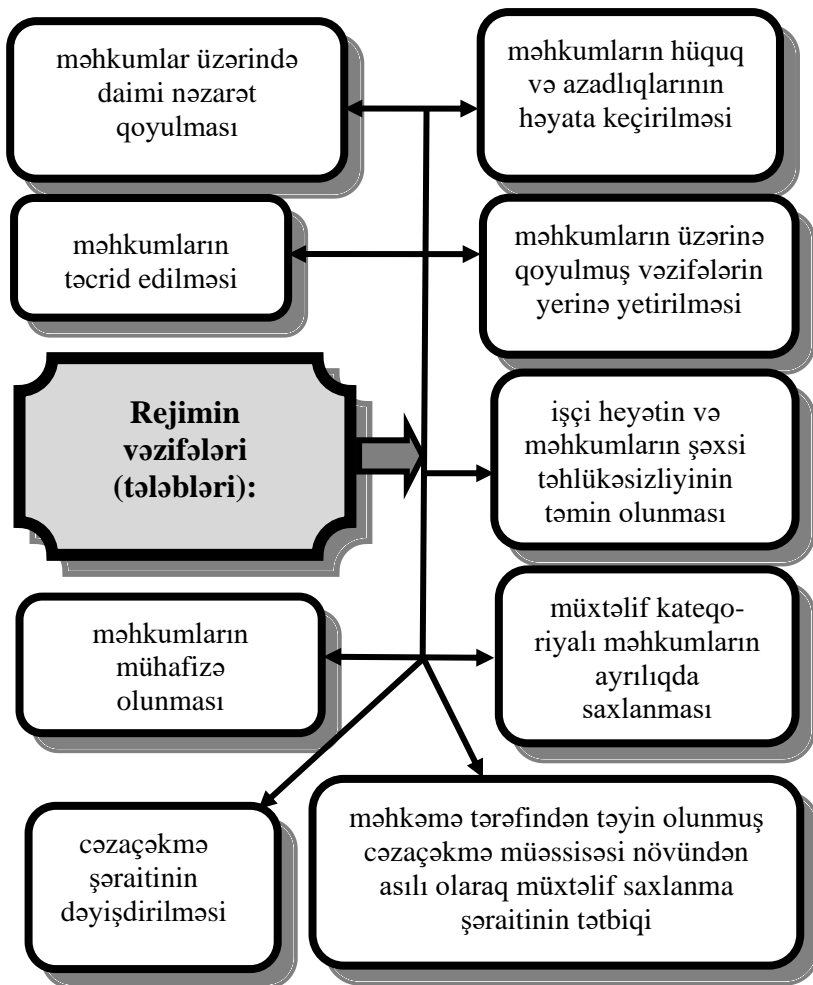 məhkumlar üzərində
daimi nəzarət
qoyulması
məhkumların hüquq
və azadlıqlarının
həyata keçirilməsi
məhkumların
təcrid edilməsi
məhkumların üzərinə
qoyulmuş vəzifələrin
yerinə yetirilməsi
Rejimin
vəzifələri
(tələbləri):
işçi heyətin və
məhkumların şəxsi
təhlükəsizliyinin
təmin olunması
məhkumların
mühafizə
olunması
müxtəlif kateqo-
riyalı məhkumların
ayrılıqda
saxlanması
cəzaçəkmə
şəraitinin
dəyişdirilməsi
məhkəmə tərəfindən təyin olunmuş
cəzaçəkmə müəssisəsi növündən
asılı olaraq müxtəlif saxlanma
şəraitinin tətbiqi